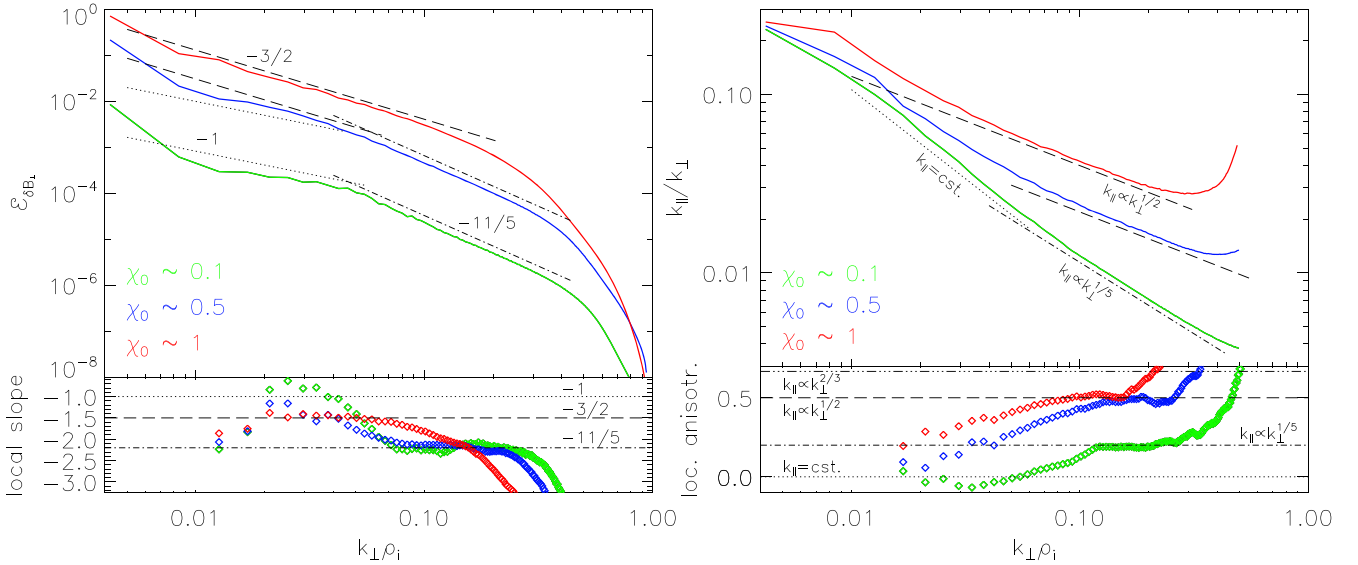 10⁰
10⁻²
10⁻⁴
10⁻⁶
10⁻⁸
ℰ_δB⊥
−3/2
−1
−11/5
χ₀ ~ 0.1
χ₀ ~ 0.5
χ₀ ~ 1
local slope
−1.0
−1.5
−2.0
−2.5
−3.0
−1
−3/2
−11/5
0.01
0.10
1.00
k⊥ρᵢ
0.10
0.01
k∥/k⊥
k∥=cst.
k∥∝k⊥^1/2
k∥∝k⊥^1/5
χ₀ ~ 0.1
χ₀ ~ 0.5
χ₀ ~ 1
loc. anisotr.
0.5
0.0
k∥∝k⊥^2/3
k∥∝k⊥^1/2
k∥∝k⊥^1/5
k∥=cst.
0.01
0.10
1.00
k⊥ρᵢ